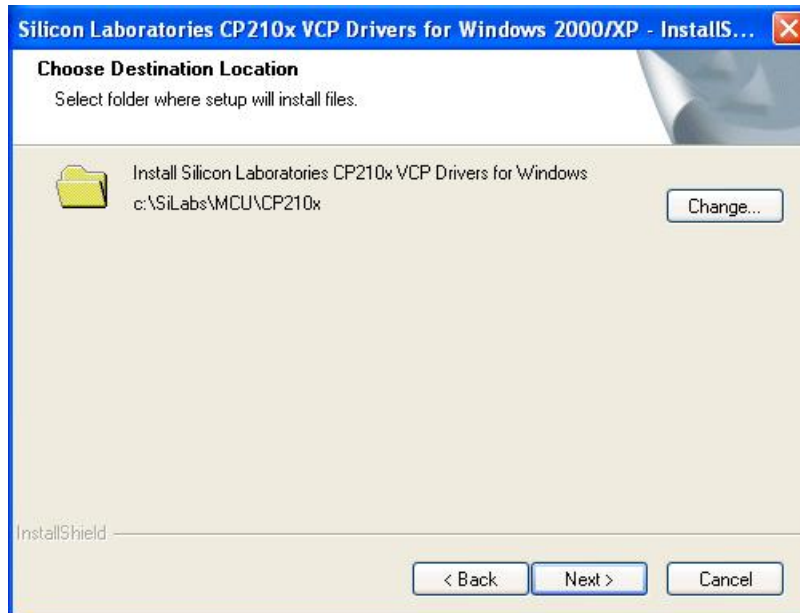 Silicon Laboratories CP210x VCP Drivers for Windows 2000/XP - InstallS...
Choose Destination Location
Select folder where setup will install files.
Install Silicon Laboratories CP210x VCP Drivers for Windows
c:\SiLabs\MCU\CP210x
Change...
InstallShield
< Back
Next >
Cancel